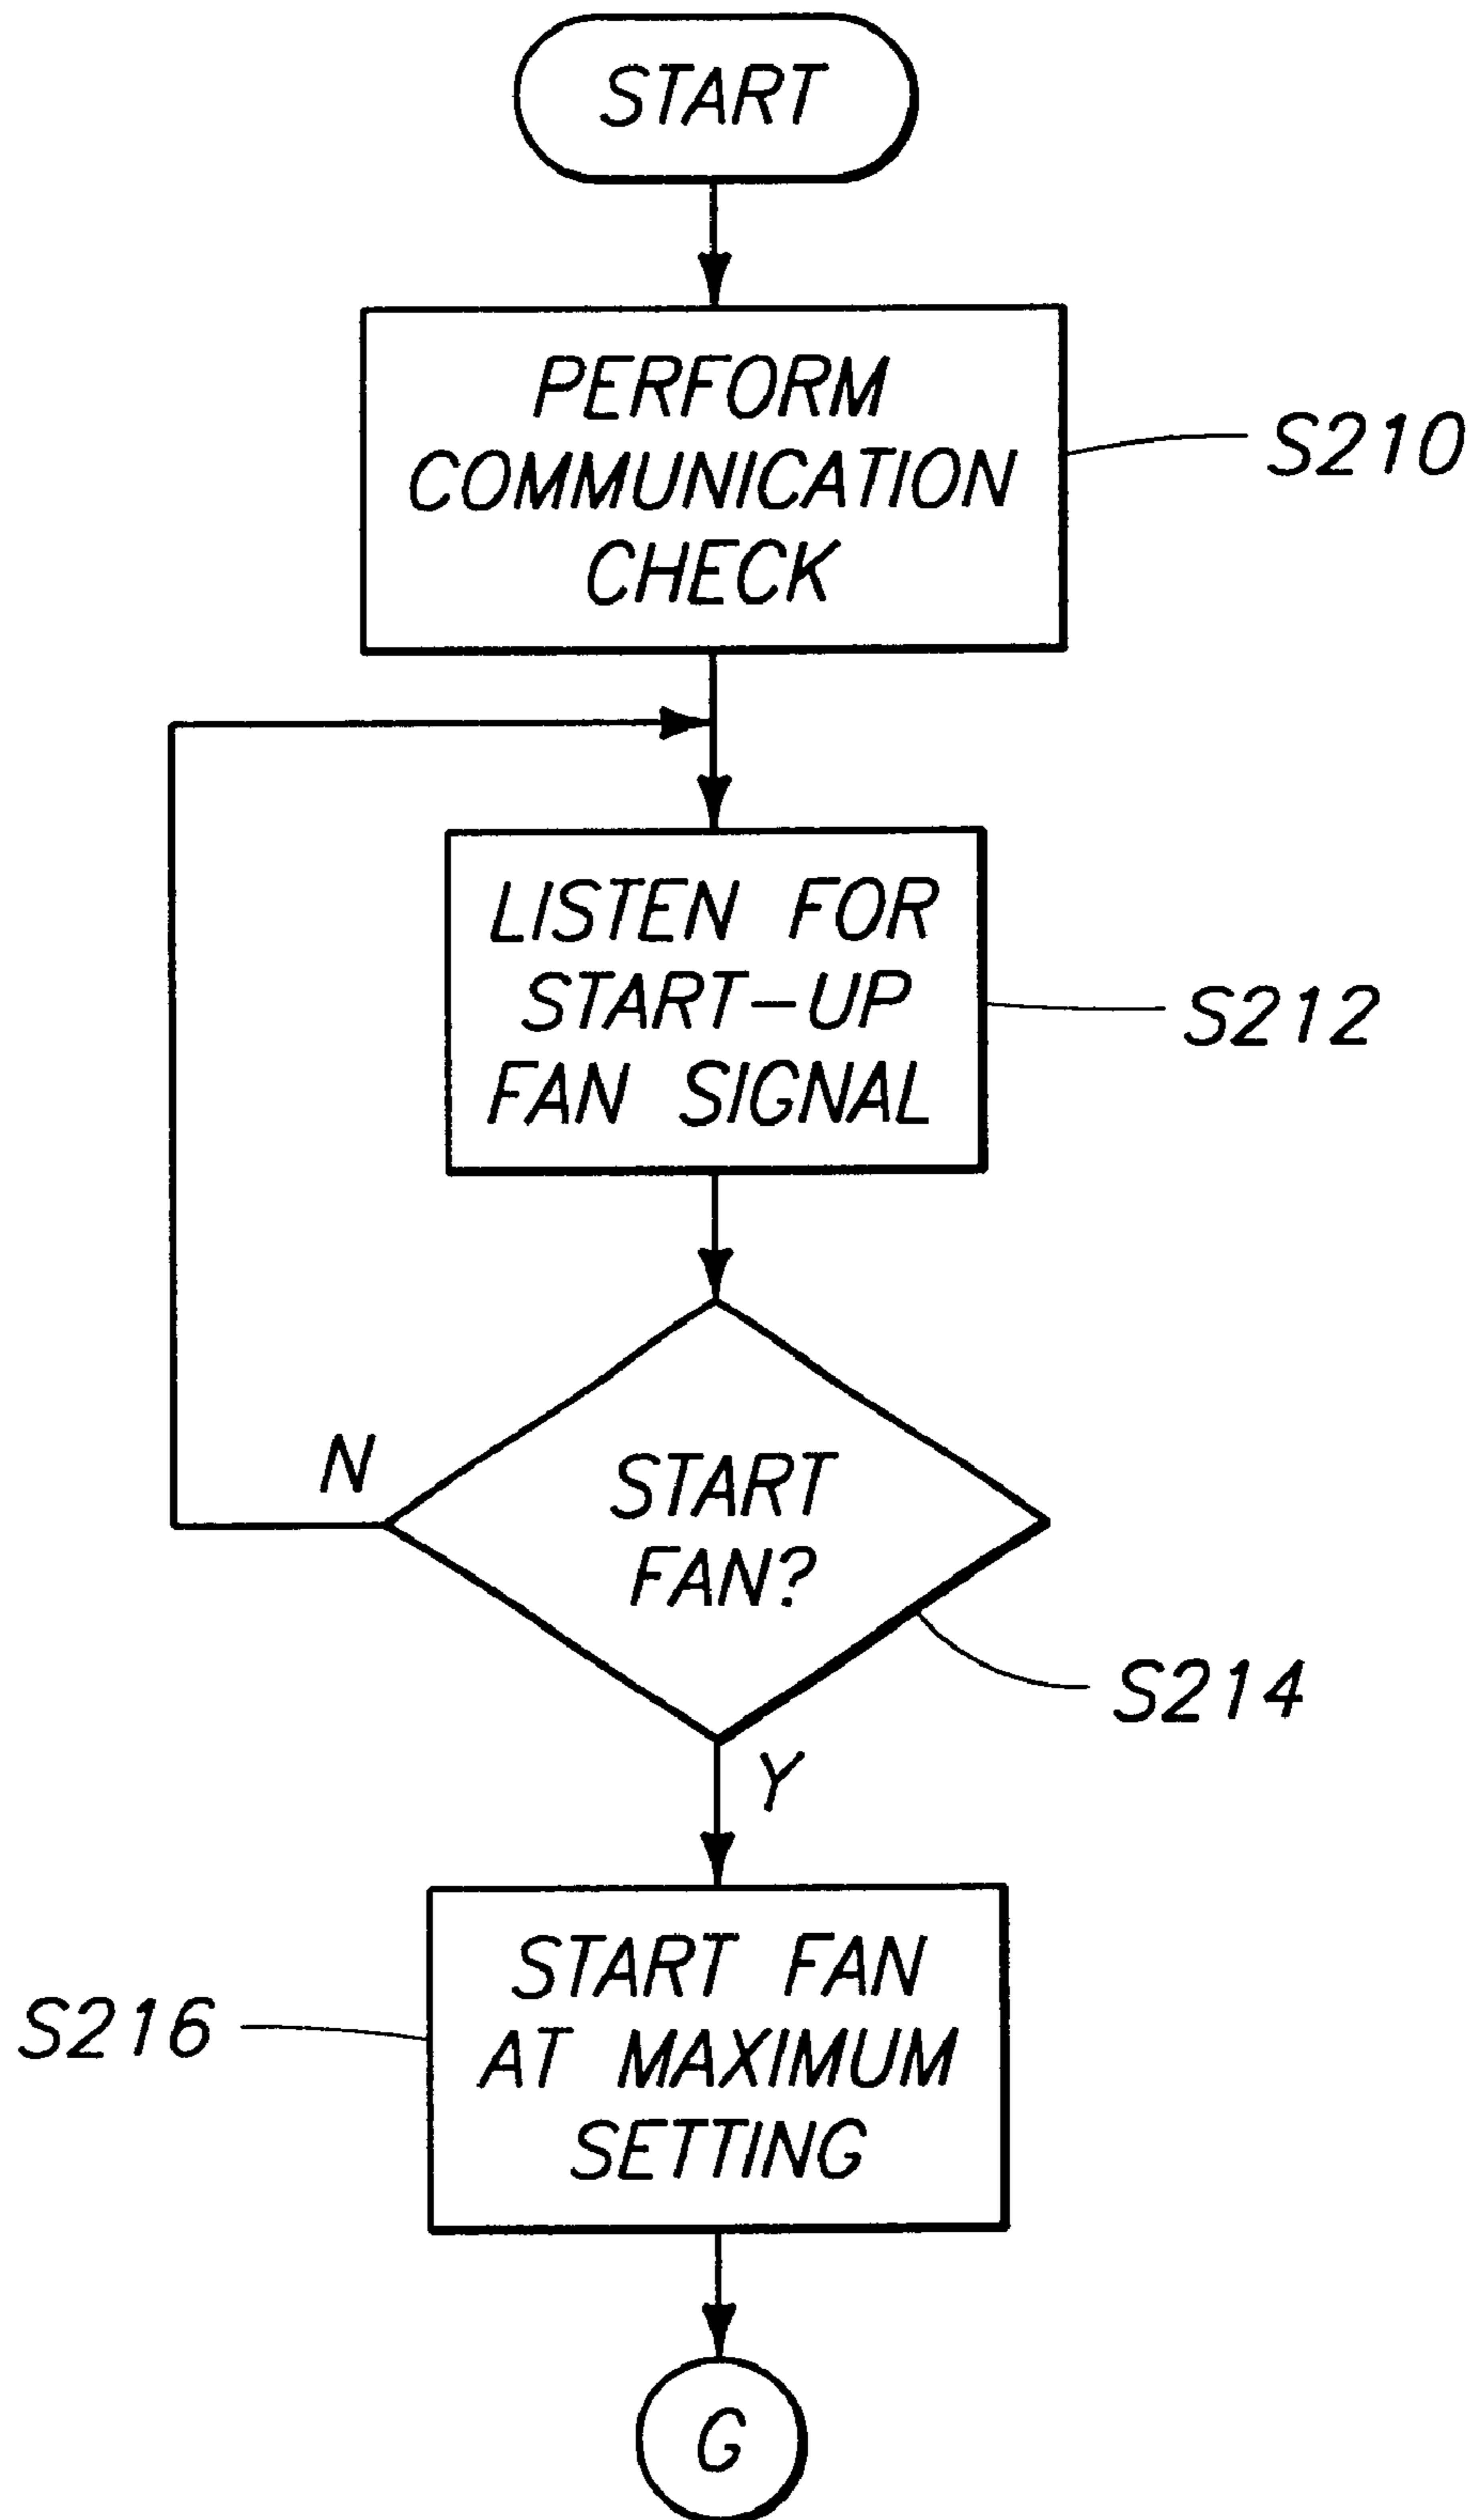 START
PERFORM
COMMUNICATION
CHECK
S210
LISTEN FOR
START-UP
FAN SIGNAL
S212
N
START
FAN?
S214
Y
START FAN
AT MAXIMUM
SETTING
S216
G